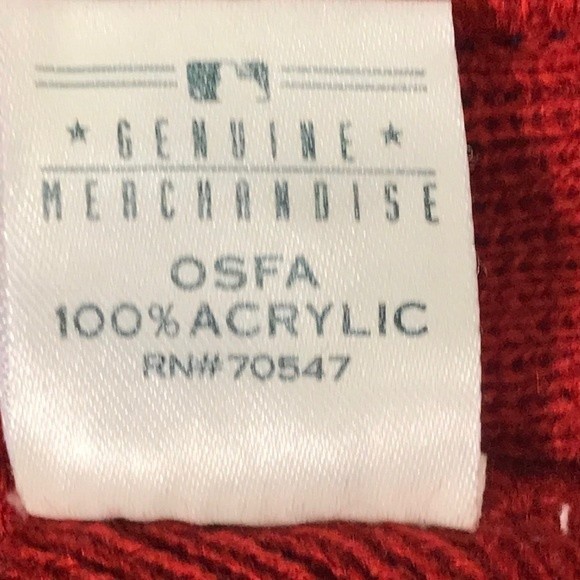 ★ GENUINE ★
MERCHANDISE
OSFA
100% ACRYLIC
RN# 70547